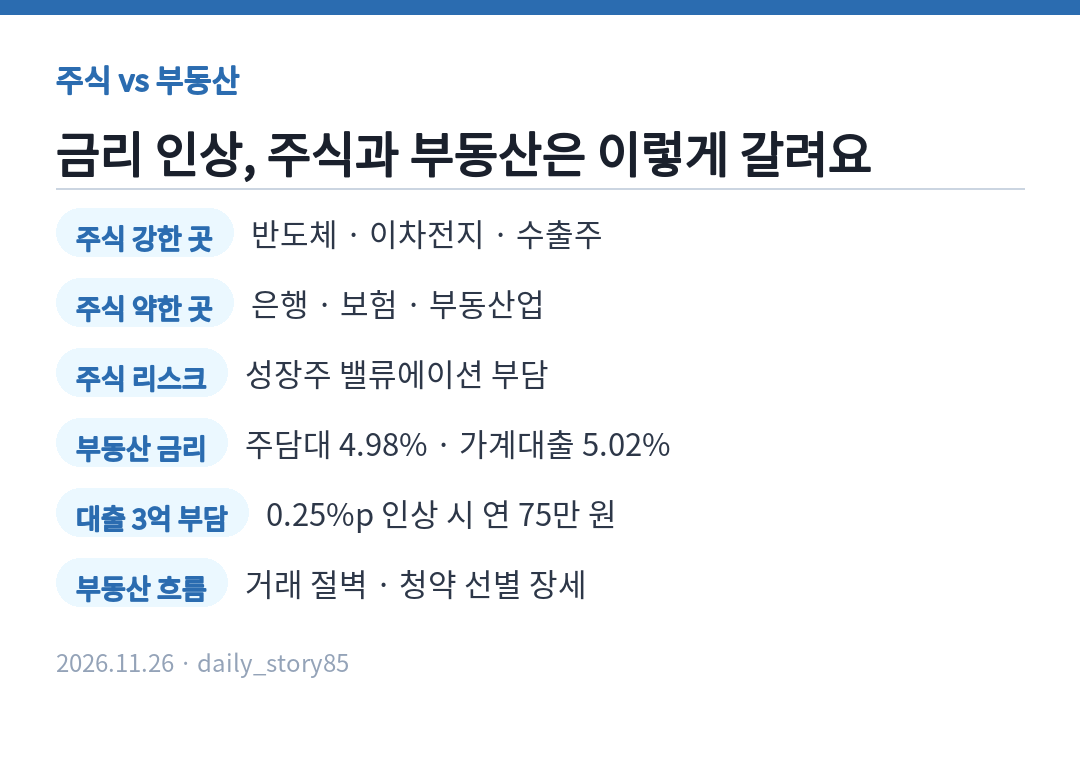 주식 vs 부동산
금리 인상, 주식과 부동산은 이렇게 갈려요
주식 강한 곳 반도체 · 이차전지 · 수출주
주식 약한 곳 은행 · 보험 · 부동산업
주식 리스크 성장주 밸류에이션 부담
부동산 금리 주담대 4.98% · 가계대출 5.02%
대출 3억 부담 0.25%p 인상 시 연 75만 원
부동산 흐름 거래 절벽 · 청약 선별 장세
2026.11.26 · daily_story85